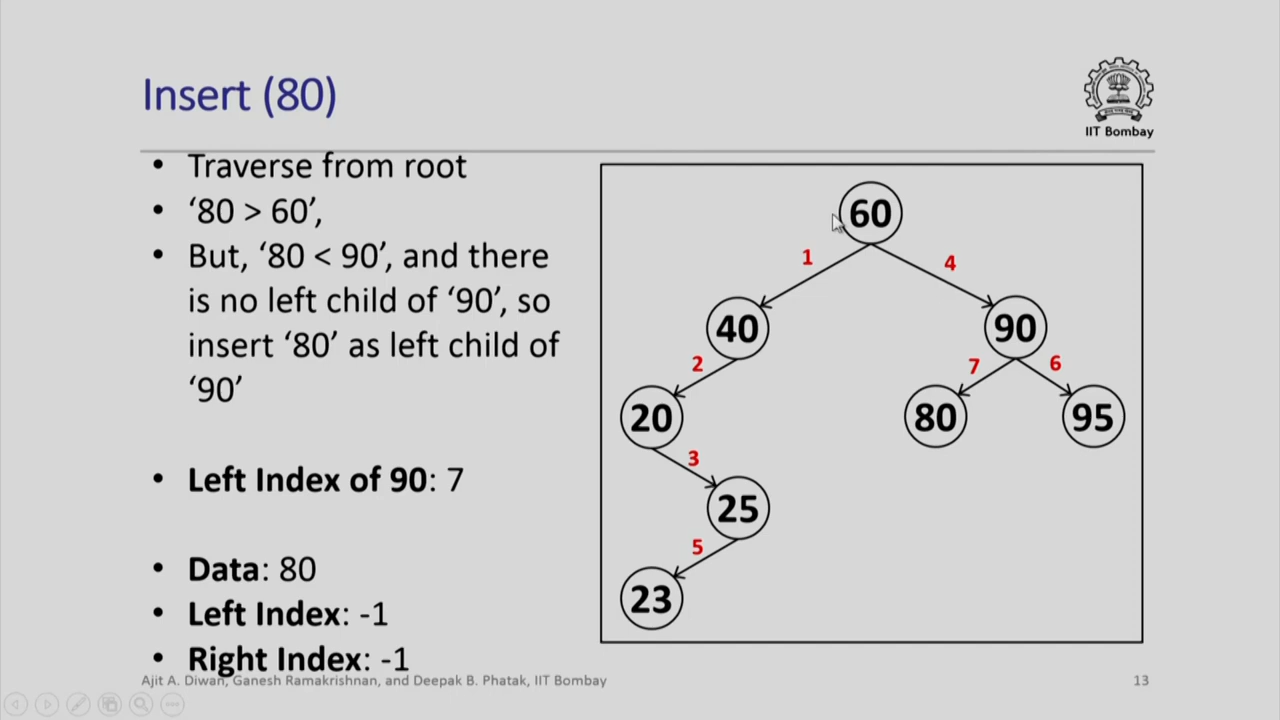 Insert (80)
IIT Bombay
• Traverse from root
• ‘80 > 60’,
• But, ‘80 < 90’, and there
is no left child of ‘90’, so
insert ‘80’ as left child of
‘90’
• Left Index of 90: 7
• Data: 80
• Left Index: -1
• Right Index: -1
60
1
4
40
90
2
7
6
20
80
95
3
25
5
23
Ajit A. Diwan, Ganesh Ramakrishnan, and Deepak B. Phatak, IIT Bombay
13